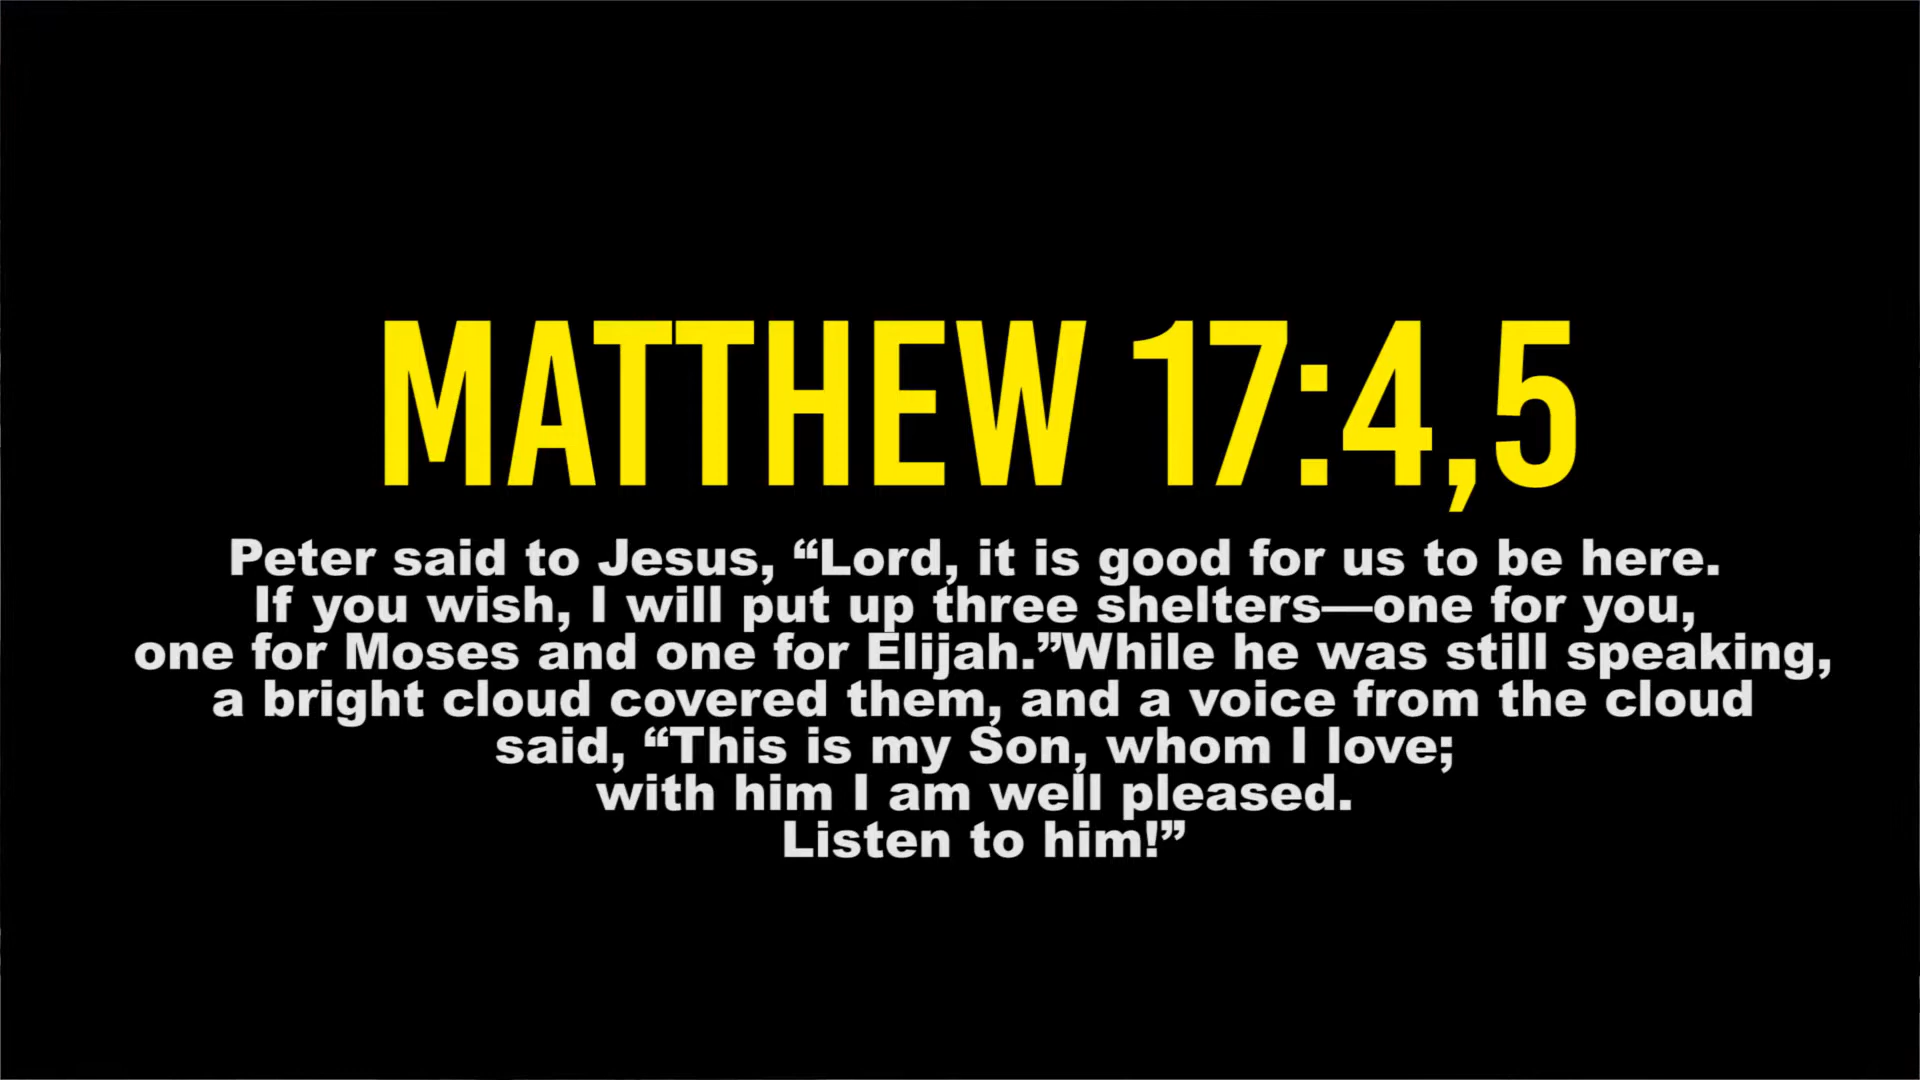 MATTHEW 17:4,5
Peter said to Jesus, “Lord, it is good for us to be here.
If you wish, I will put up three shelters—one for you,
one for Moses and one for Elijah.”While he was still speaking,
a bright cloud covered them, and a voice from the cloud
said, “This is my Son, whom I love;
with him I am well pleased.
Listen to him!”